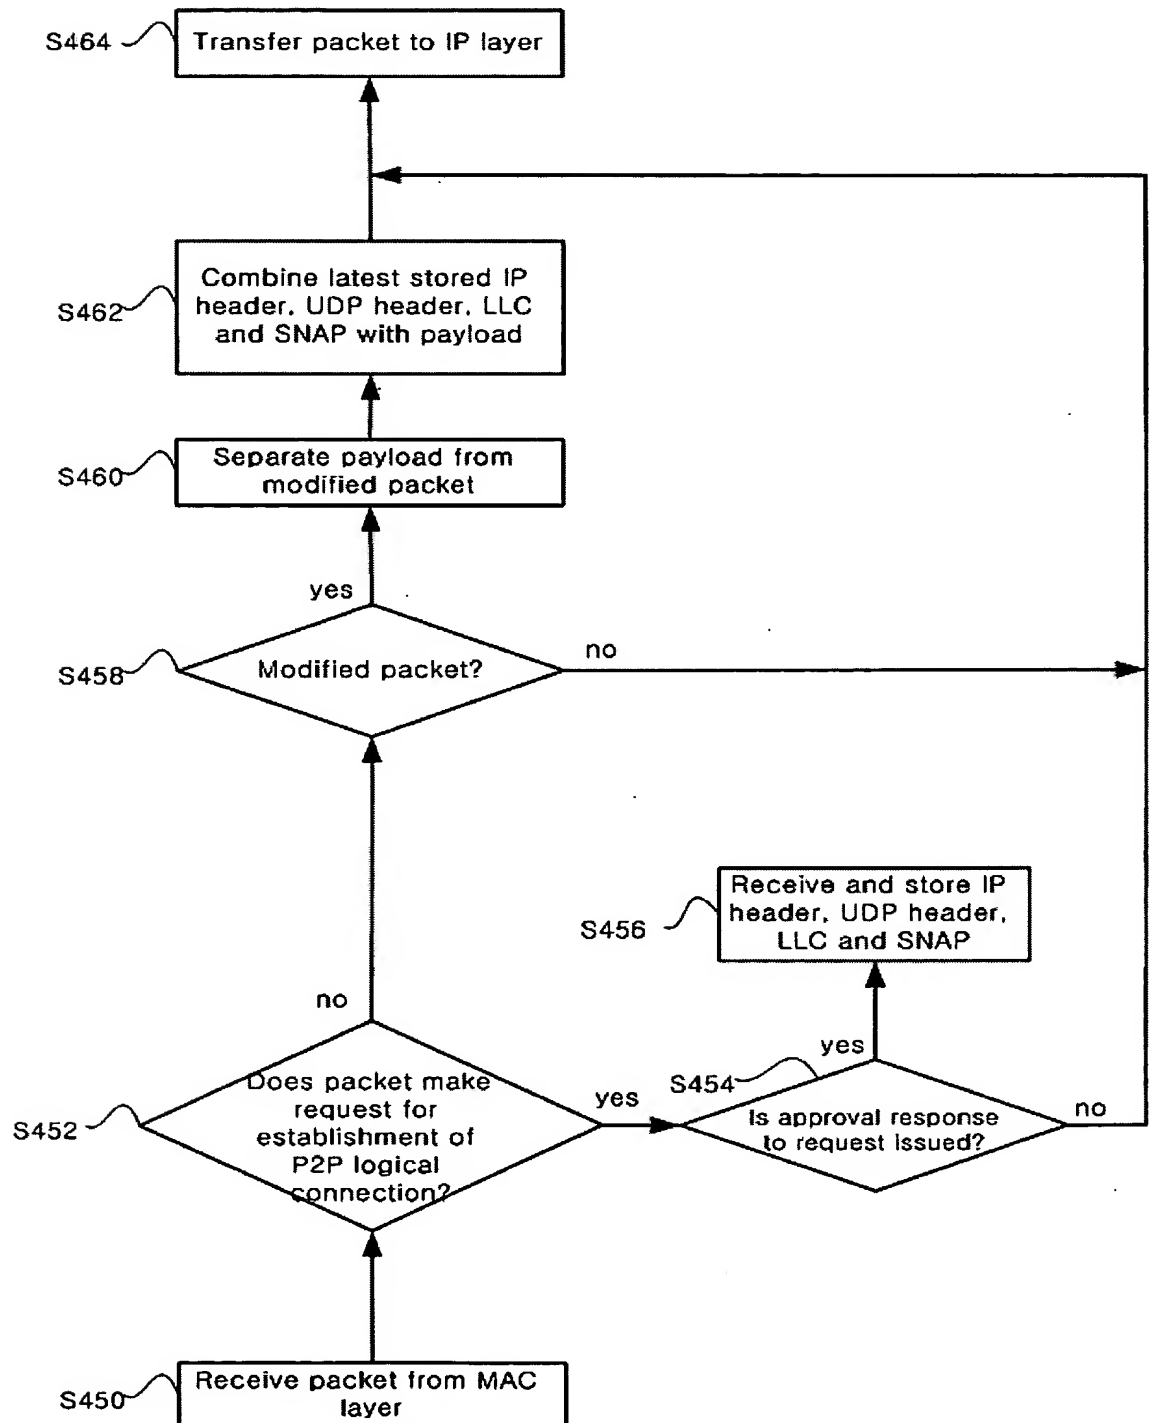 S464
Transfer packet to IP layer
S462
Combine latest stored IP
header, UDP header, LLC
and SNAP with payload
S460
Separate payload from
modified packet
yes
S458
Modified packet?
no
S456
Receive and store IP
header, UDP header,
LLC and SNAP
no
yes
S452
Does packet make
request for
establishment of
P2P logical
connection?
yes
S454
Is approval response
to request issued?
no
S450
Receive packet from MAC
layer